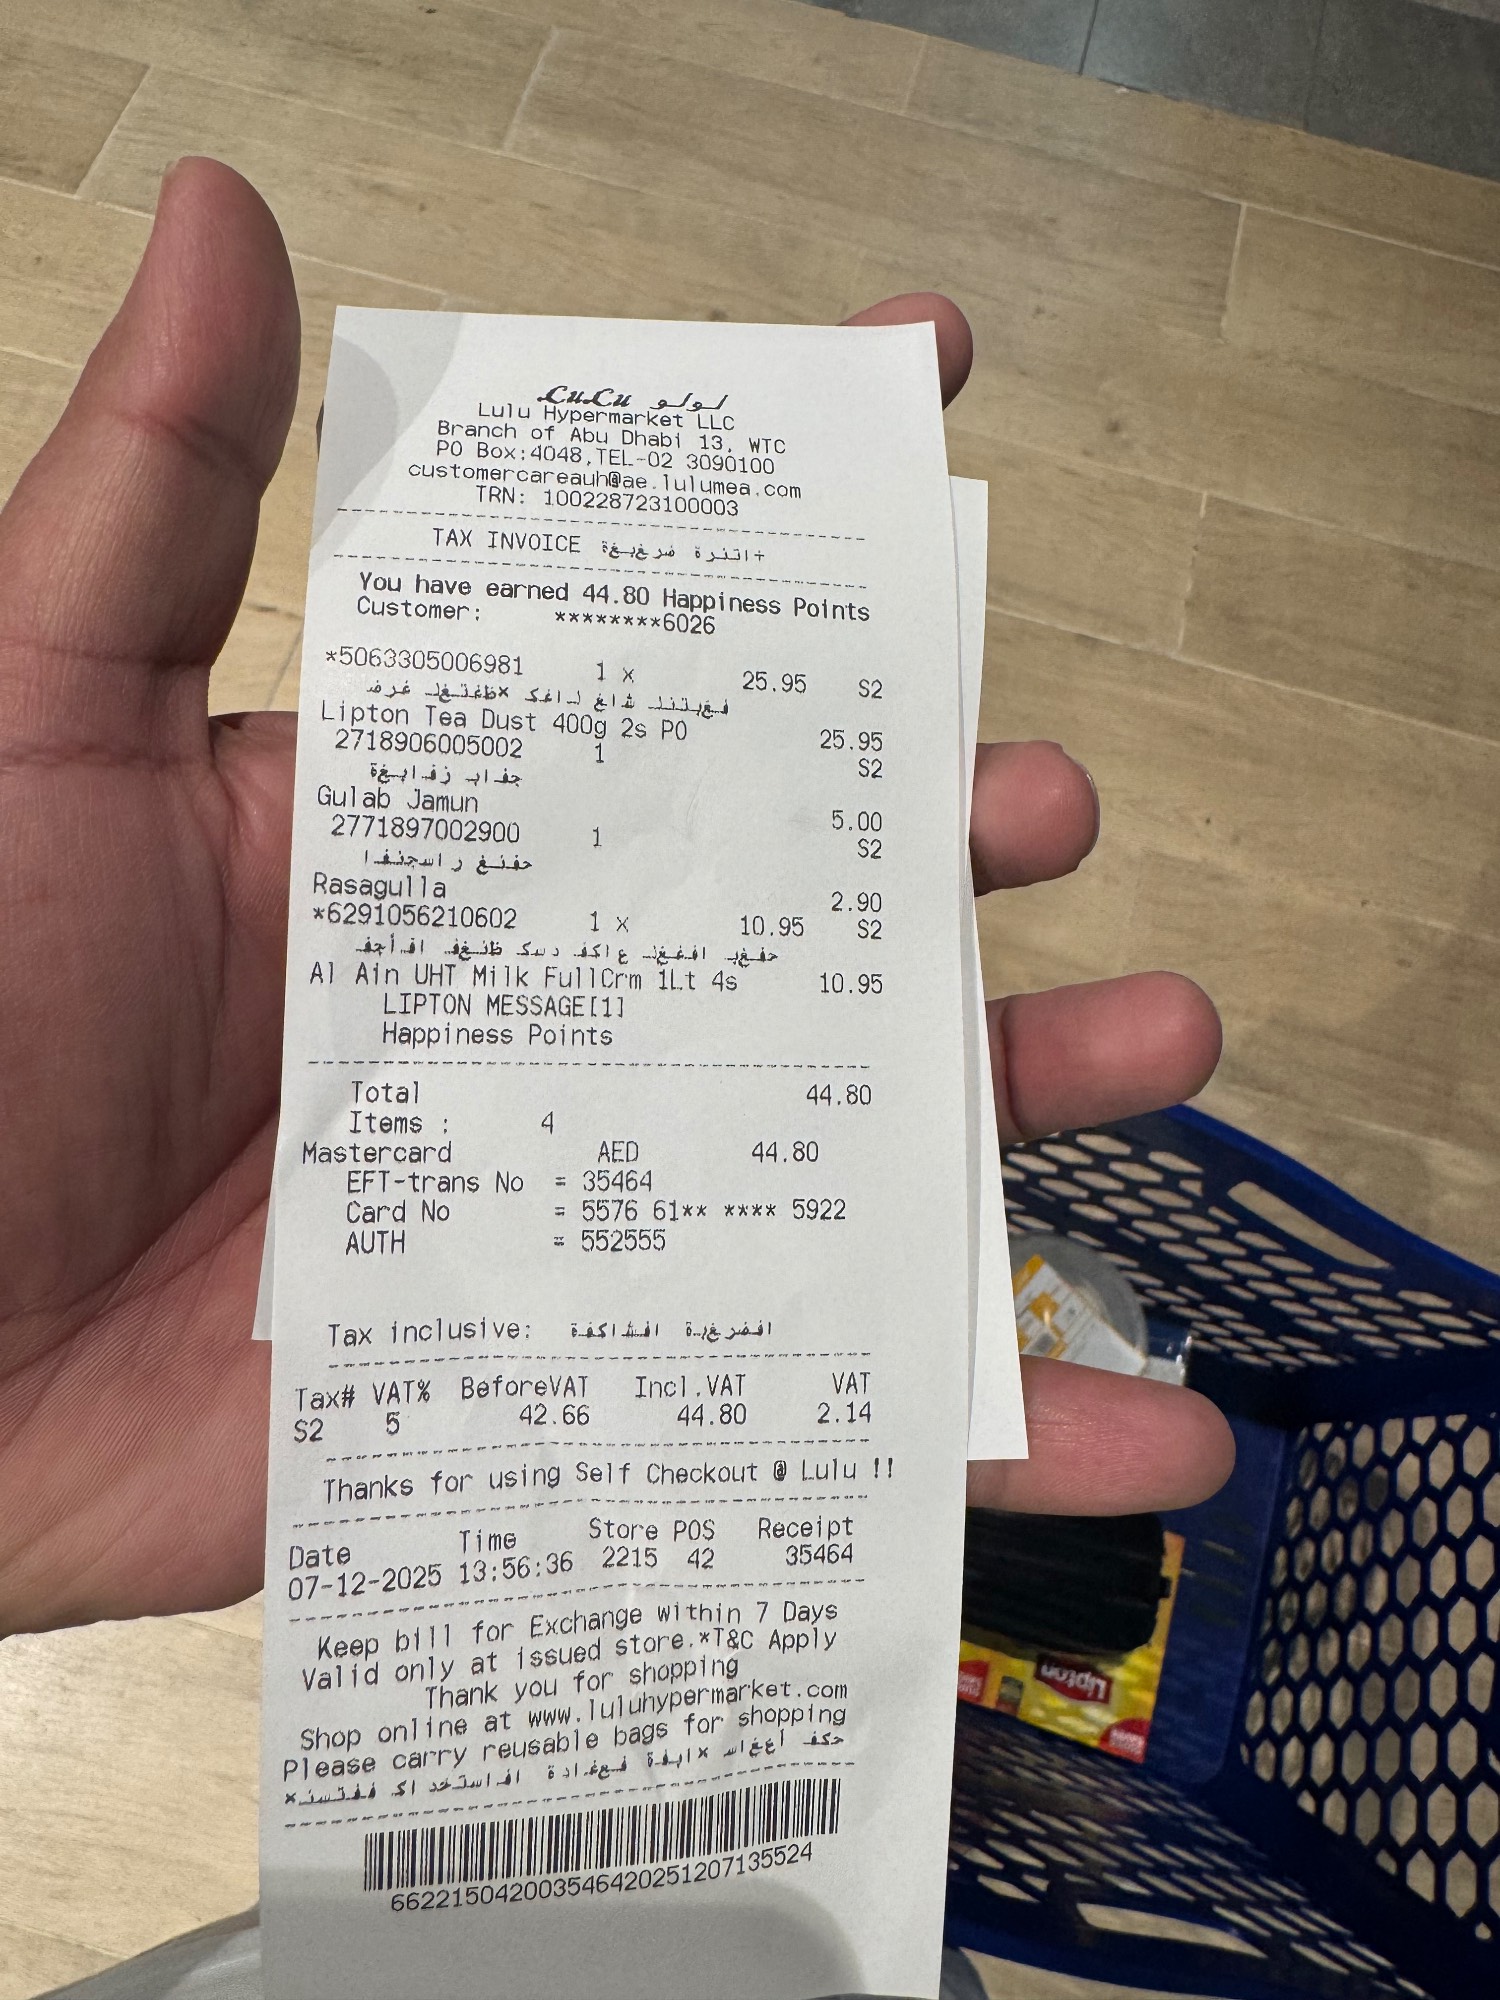 LuLu لولو
Lulu Hypermarket LLC
Branch of Abu Dhabi 13, WTC
PO Box:4048,TEL-02 3090100
customercareauh@ae.lulumea.com
TRN: 100228723100003
TAX INVOICE
You have earned 44.80 Happiness Points
Customer: ********6026
*5063305006981 1 x 25.95 S2
Lipton Tea Dust 400g 2s PO 25.95
2718906005002 1 S2
Gulab Jamun 5.00
2771897002900 1 S2
Rasagulla 2.90
*6291056210602 1 x 10.95 S2
Al Ain UHT Milk FullCrm 1Lt 4s 10.95
LIPTON MESSAGE[1]
Happiness Points
Total 44.80
Items : 4
Mastercard AED 44.80
EFT-trans No = 35464
Card No = 5576 61** **** 5922
AUTH = 552555
Tax inclusive:
Tax# VAT% BeforeVAT Incl.VAT VAT
S2 5 42.66 44.80 2.14
Thanks for using Self Checkout @ Lulu !!
Date Time Store POS Receipt
07-12-2025 13:56:36 2215 42 35464
Keep bill for Exchange within 7 Days
Valid only at issued store.*T&C Apply
Thank you for shopping
Shop online at www.luluhypermarket.com
Please carry reusable bags for shopping
662215042003546420251207135524
Lipton